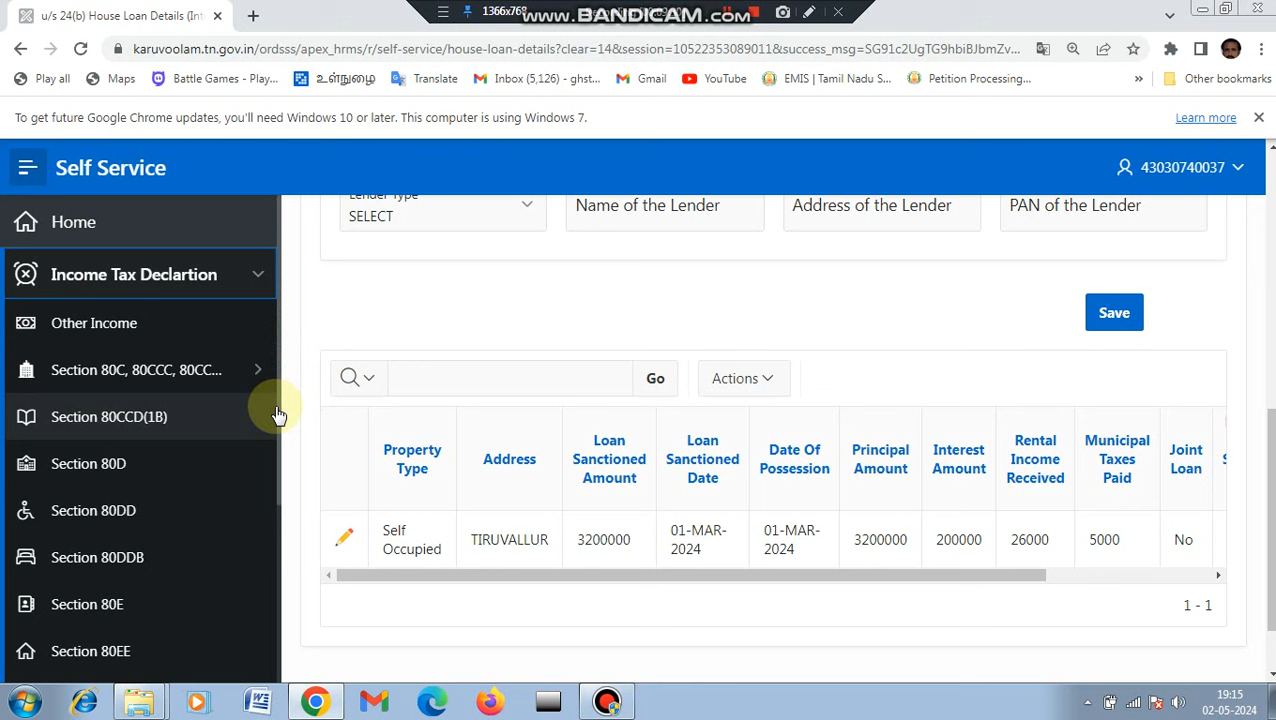 u/s 24(b) House Loan Details (Int
1366x768
www.BANDICAM.com
karuvoolam.tn.gov.in/ordsss/apex_hrms/r/self-service/house-loan-details?clear=14&session=10522353089011&success_msg=SG91c2UgTG9hbiBJbmZv...
Play all
Maps
Battle Games - Play...
உள்நுழை
Translate
Inbox (5,126) - ghst...
Gmail
YouTube
EMIS | Tamil Nadu S...
Petition Processing...
»
Other bookmarks
To get future Google Chrome updates, you'll need Windows 10 or later. This computer is using Windows 7.
Learn more
Self Service
43030740037
Home
Income Tax Declartion
Other Income
Section 80C, 80CCC, 80CC...
Section 80CCD(1B)
Section 80D
Section 80DD
Section 80DDB
Section 80E
Section 80EE
Lender Type
SELECT
Name of the Lender
Address of the Lender
PAN of the Lender
Save
Go
Actions
Property Type
Address
Loan Sanctioned Amount
Loan Sanctioned Date
Date Of Possession
Principal Amount
Interest Amount
Rental Income Received
Municipal Taxes Paid
Joint Loan
Self Occupied
TIRUVALLUR
3200000
01-MAR-2024
01-MAR-2024
3200000
200000
26000
5000
No
1 - 1
19:15
02-05-2024